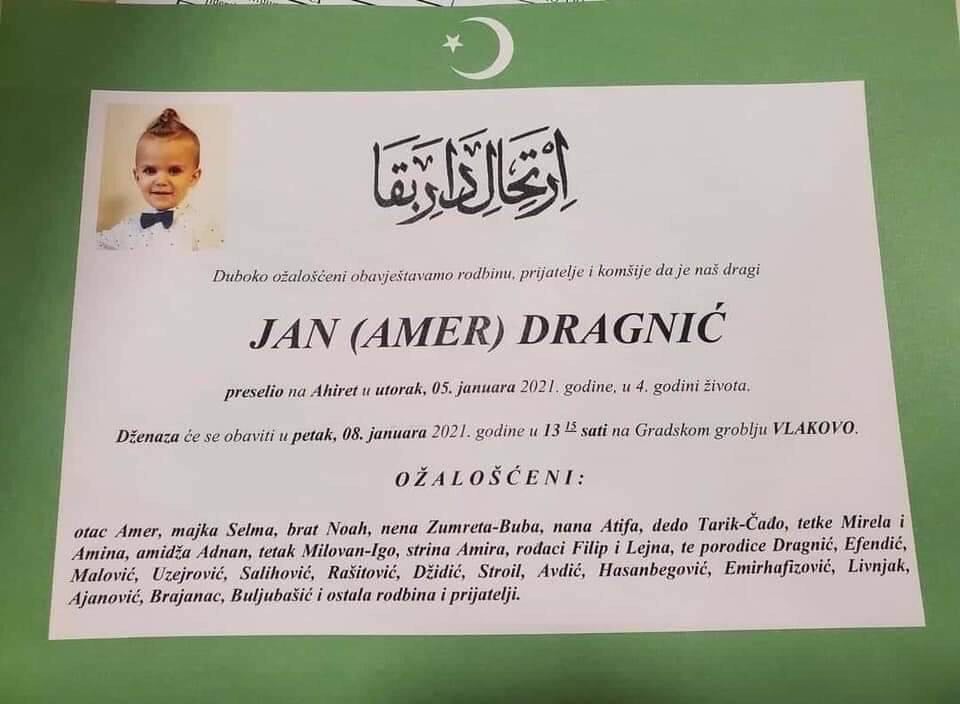 اِرْتِحَالِ دَارِ بَقَا
Duboko ožalošćeni obavještavamo rodbinu, prijatelje i komšije da je naš dragi
JAN (AMER) DRAGNIĆ
preselio na Ahiret u utorak, 05. januara 2021. godine, u 4. godini života.
Dženaza će se obaviti u petak, 08. januara 2021. godine u 13 15 sati na Gradskom groblju VLAKOVO.
OŽALOŠĆENI:
otac Amer, majka Selma, brat Noah, nena Zumreta-Buba, nana Atifa, dedo Tarik-Čađo, tetke Mirela i
Amina, amidža Adnan, tetak Milovan-Igo, strina Amira, rođaci Filip i Lejna, te porodice Dragnić, Efendić,
Malović, Uzejrović, Salihović, Rašitović, Džidić, Stroil, Avdić, Hasanbegović, Emirhafizović, Livnjak,
Ajanović, Brajanac, Buljubašić i ostala rodbina i prijatelji.